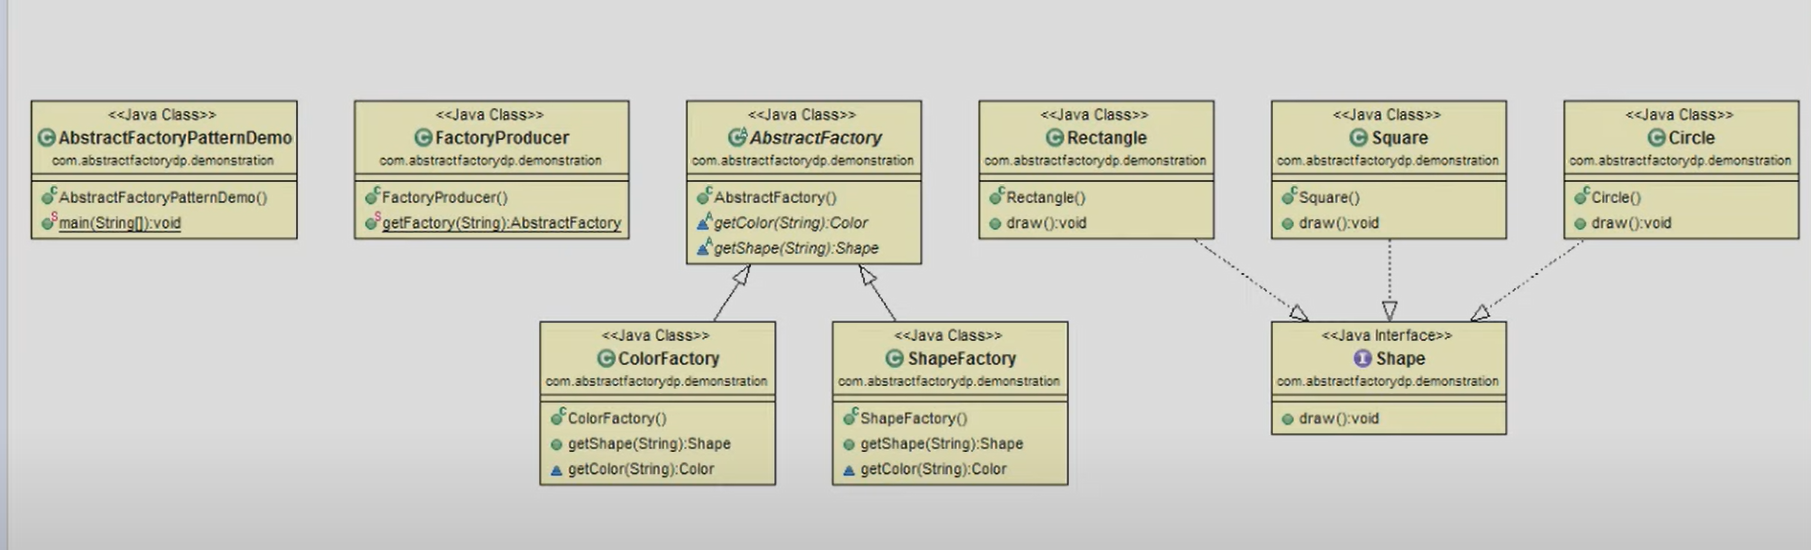 <<Java Class>>
AbstractFactoryPatternDemo
com.abstractfactorydp.demonstration
AbstractFactoryPatternDemo()
main(String[]):void
<<Java Class>>
FactoryProducer
com.abstractfactorydp.demonstration
FactoryProducer()
getFactory(String):AbstractFactory
<<Java Class>>
AbstractFactory
com.abstractfactorydp.demonstration
AbstractFactory()
getColor(String):Color
getShape(String):Shape
<<Java Class>>
Rectangle
com.abstractfactorydp.demonstration
Rectangle()
draw():void
<<Java Class>>
Square
com.abstractfactorydp.demonstration
Square()
draw():void
<<Java Class>>
Circle
com.abstractfactorydp.demonstration
Circle()
draw():void
<<Java Class>>
ColorFactory
com.abstractfactorydp.demonstration
ColorFactory()
getShape(String):Shape
getColor(String):Color
<<Java Class>>
ShapeFactory
com.abstractfactorydp.demonstration
ShapeFactory()
getShape(String):Shape
getColor(String):Color
<<Java Interface>>
Shape
com.abstractfactorydp.demonstration
draw():void